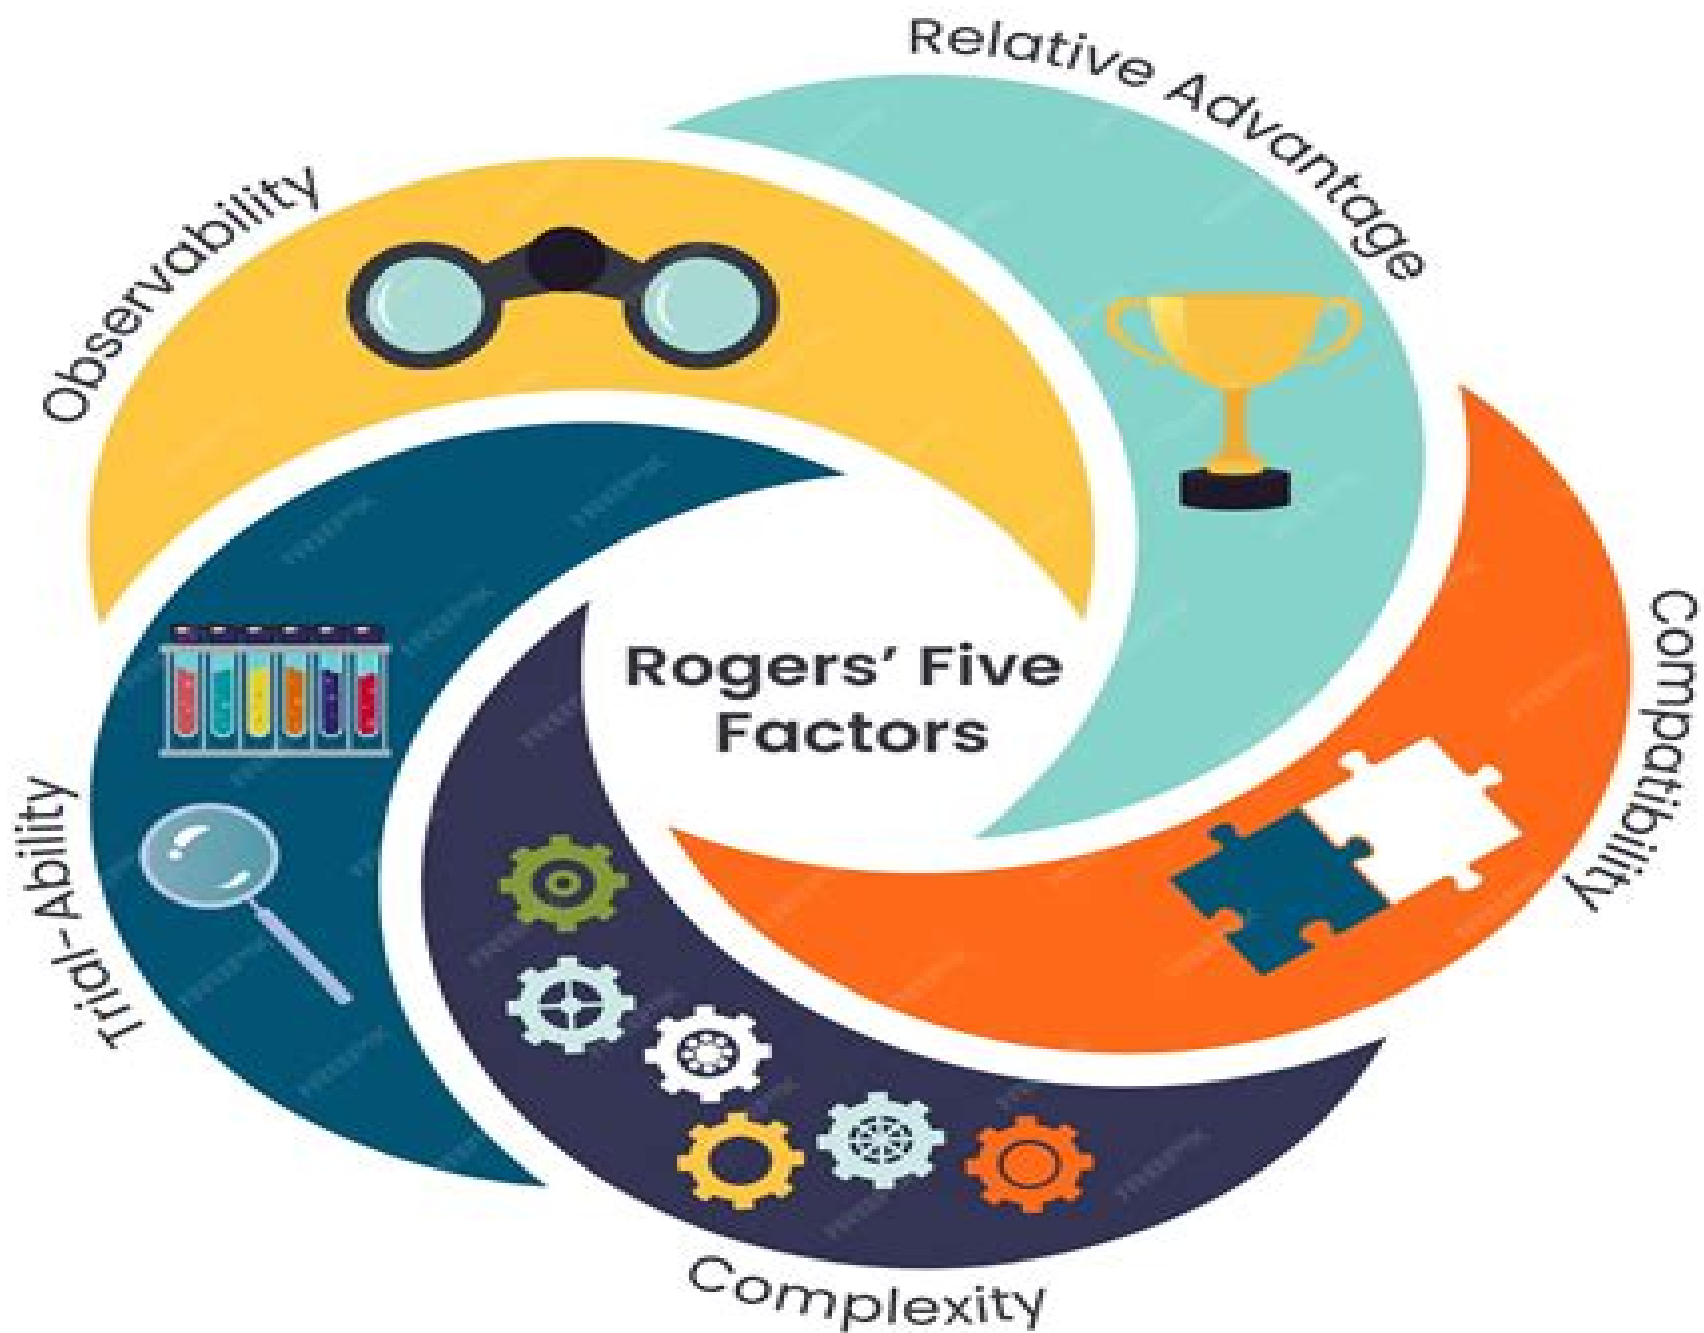 Relative Advantage
Observability
Rogers’ Five
Factors
Compatibility
Trial-Ability
Complexity